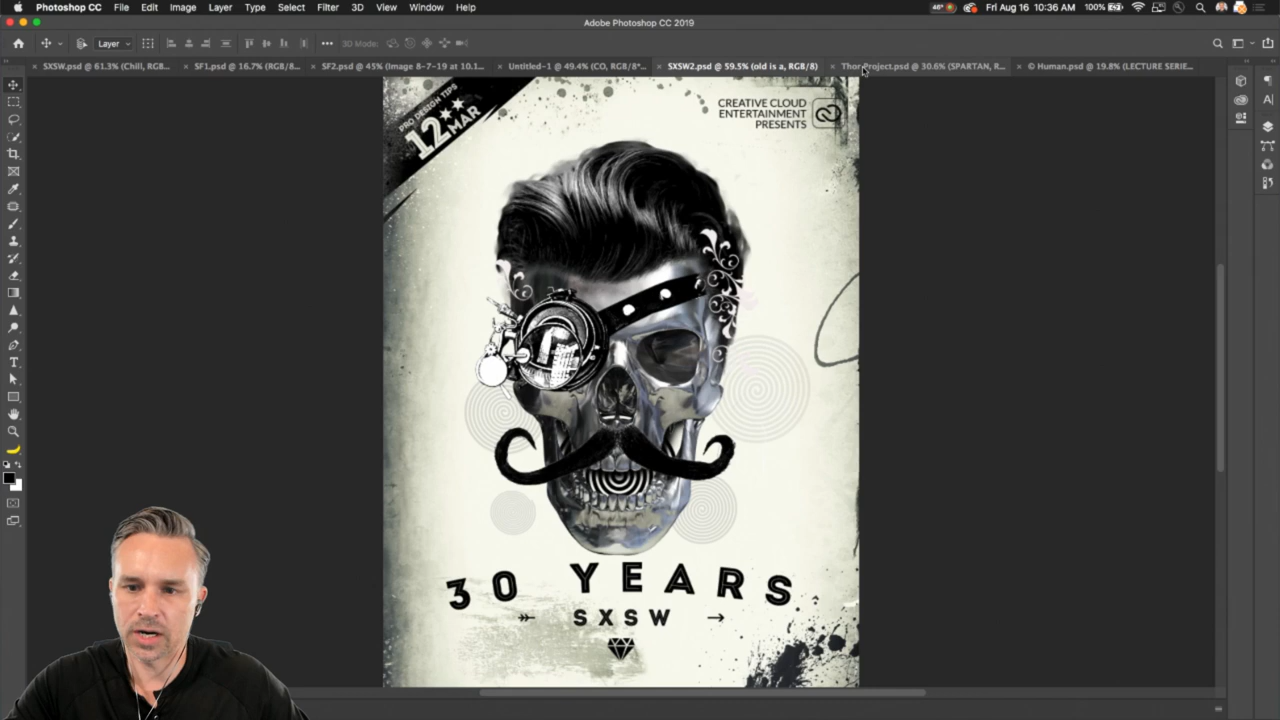 Photoshop CC File Edit Image Layer Type Select Filter 3D View Window Help
46° Fri Aug 16 10:36 AM 100%
Adobe Photoshop CC 2019
Layer ••• 3D Mode:
SXSW.psd @ 61.3% (Chill, RGB... SF1.psd @ 16.7% (RGB/8... SF2.psd @ 45% (Image 8-7-19 at 10.1... Untitled-1 @ 49.4% (CO, RGB/8*... SXSW2.psd @ 59.5% (old is a, RGB/8) Thor Project.psd @ 30.6% (SPARTAN, R... © Human.psd @ 19.8% (LECTURE SERIE...
PRO DESIGN TIPS
12 MAR
CREATIVE CLOUD
ENTERTAINMENT
PRESENTS
30 YEARS
SXSW